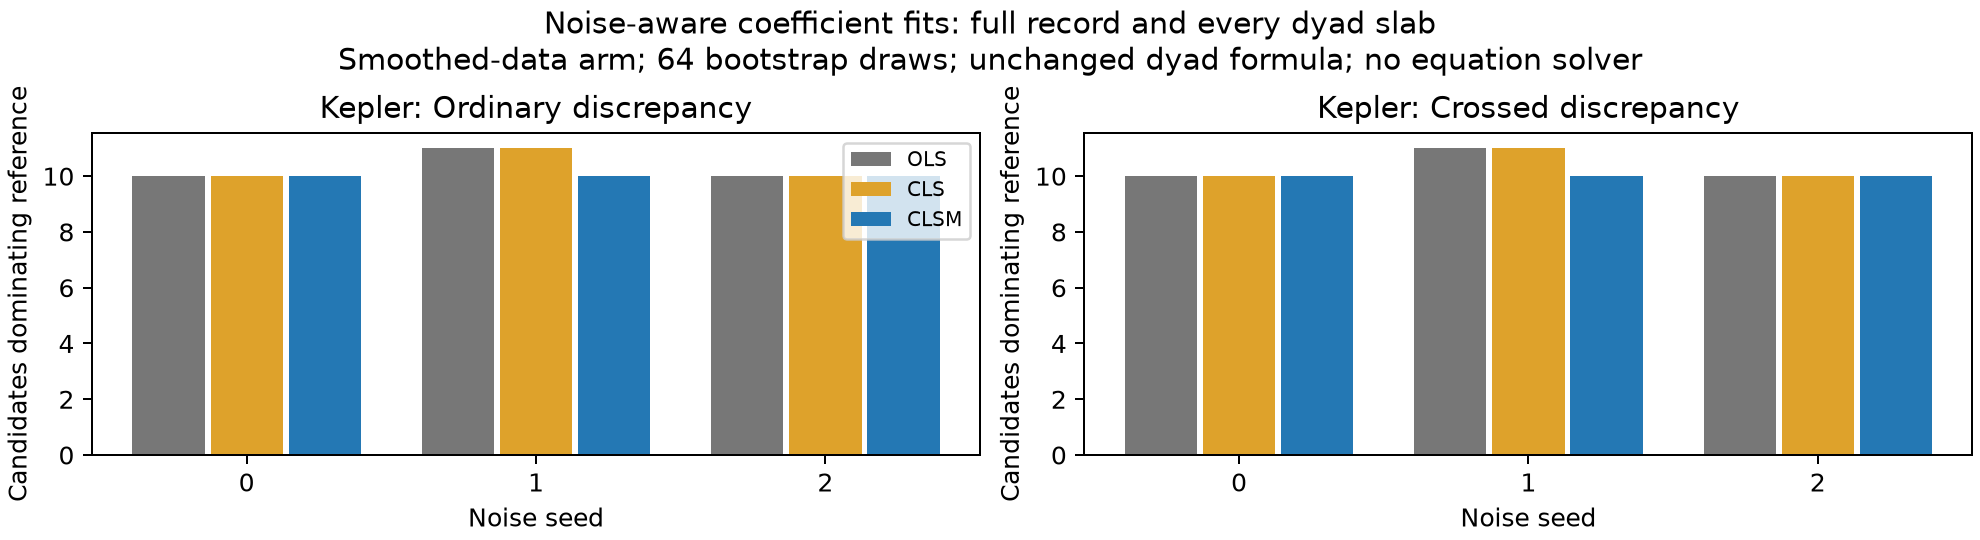 Noise-aware coefficient fits: full record and every dyad slab
Smoothed-data arm; 64 bootstrap draws; unchanged dyad formula; no equation solver
Kepler: Ordinary discrepancy
Candidates dominating reference
10
8
6
4
2
0
OLS
CLS
CLSM
0
1
2
Noise seed
Kepler: Crossed discrepancy
Candidates dominating reference
10
8
6
4
2
0
0
1
2
Noise seed